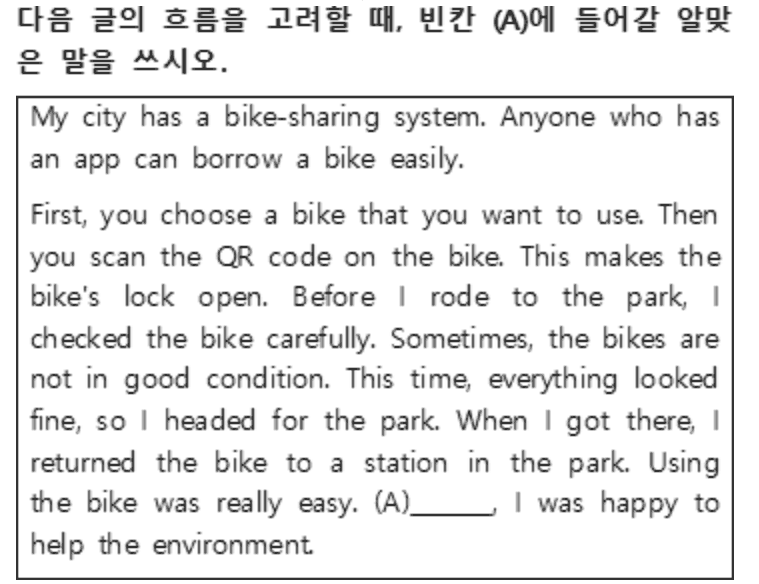 다음 글의 흐름을 고려할 때, 빈칸 (A)에 들어갈 알맞
은 말을 쓰시오.
My city has a bike-sharing system. Anyone who has
an app can borrow a bike easily.
First, you choose a bike that you want to use. Then
you scan the QR code on the bike. This makes the
bike's lock open. Before I rode to the park, I
checked the bike carefully. Sometimes, the bikes are
not in good condition. This time, everything looked
fine, so I headed for the park. When I got there, I
returned the bike to a station in the park. Using
the bike was really easy. (A)______, I was happy to
help the environment.